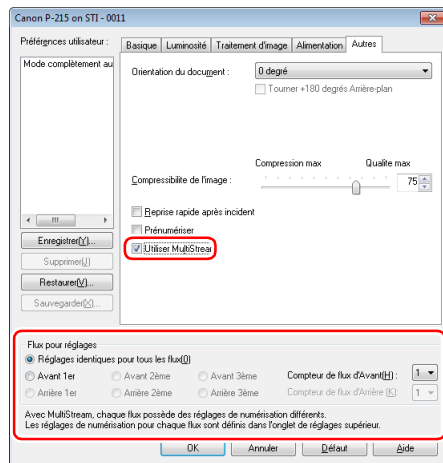 Canon P-215 on STI - 0011
Préférences utilisateur :
Mode complètement au
Enregistrer(Y)...
Supprimer(J)
Restaurer(V)...
Sauvegarder(X)...
Basique Luminosité Traitement d'image Alimentation Autres
Orientation du document : 0 degré
Tourner +180 degrés Arrière-plan
Compression max Qualite max
Compressibilite de l'image : 75
Reprise rapide après incident
Prénumériser
Utiliser MultiStrear
Flux pour réglages
Réglages identiques pour tous les flux(0)
Avant 1er Avant 2ème Avant 3ème Compteur de flux d'Avant(H) : 1
Arrière 1er Arrière 2ème Arrière 3ème Compteur de flux d'Arrière (K): 1
Avec MultiStream, chaque flux possède des réglages de numérisation différents.
Les réglages de numérisation pour chaque flux sont définis dans l'onglet de réglages supérieur.
OK Annuler Défaut Aide